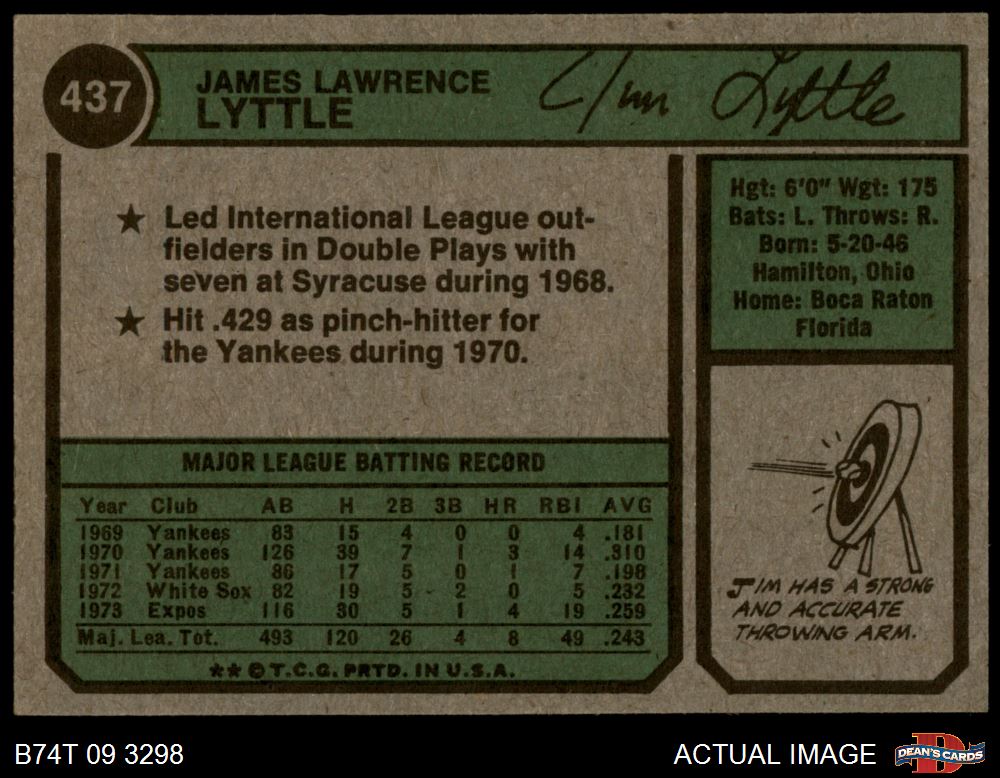 437
JAMES LAWRENCE
LYTTLE
Jim Lyttle
★ Led International League out-
fielders in Double Plays with
seven at Syracuse during 1968.
★ Hit .429 as pinch-hitter for
the Yankees during 1970.
Hgt: 6'0" Wgt: 175
Bats: L. Throws: R.
Born: 5-20-46
Hamilton, Ohio
Home: Boca Raton
Florida
MAJOR LEAGUE BATTING RECORD
Year Club AB H 2B 3B HR RBI AVG
1969 Yankees 83 15 4 0 0 4 .181
1970 Yankees 126 39 7 1 3 14 .310
1971 Yankees 86 17 5 0 1 7 .198
1972 White Sox 82 19 5 2 0 5 .232
1973 Expos 116 30 5 1 4 19 .259
Maj. Lea. Tot. 493 120 26 4 8 49 .243
** © T.C.G. PRTD. IN U.S.A.
JIM HAS A STRONG
AND ACCURATE
THROWING ARM.
B74T 09 3298
ACTUAL IMAGE
DEAN'S CARDS